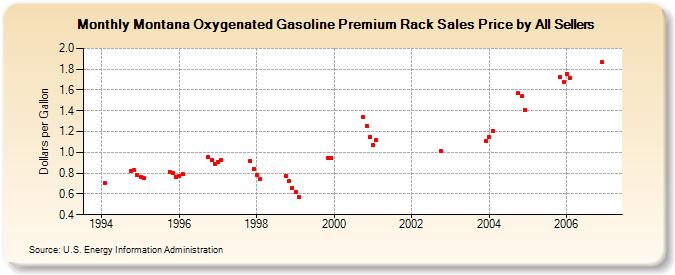 Monthly Montana Oxygenated Gasoline Premium Rack Sales Price by All Sellers
Dollars per Gallon
2.0
1.8
1.6
1.4
1.2
1.0
0.8
0.6
0.4
1994 1996 1998 2000 2002 2004 2006
Source: U.S. Energy Information Administration